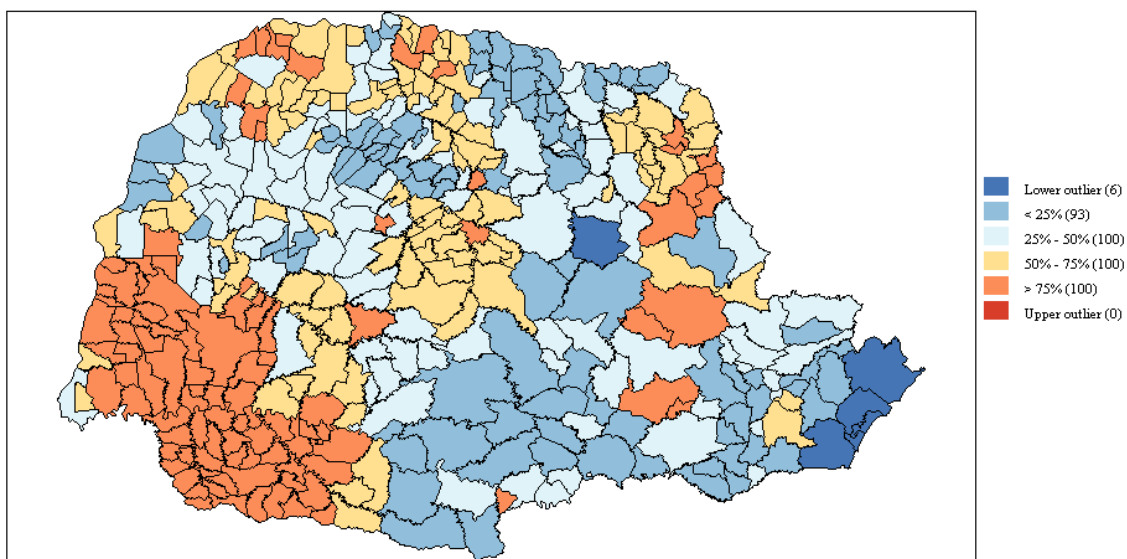 Lower outlier (6)
< 25% (93)
25% - 50% (100)
50% - 75% (100)
> 75% (100)
Upper outlier (0)